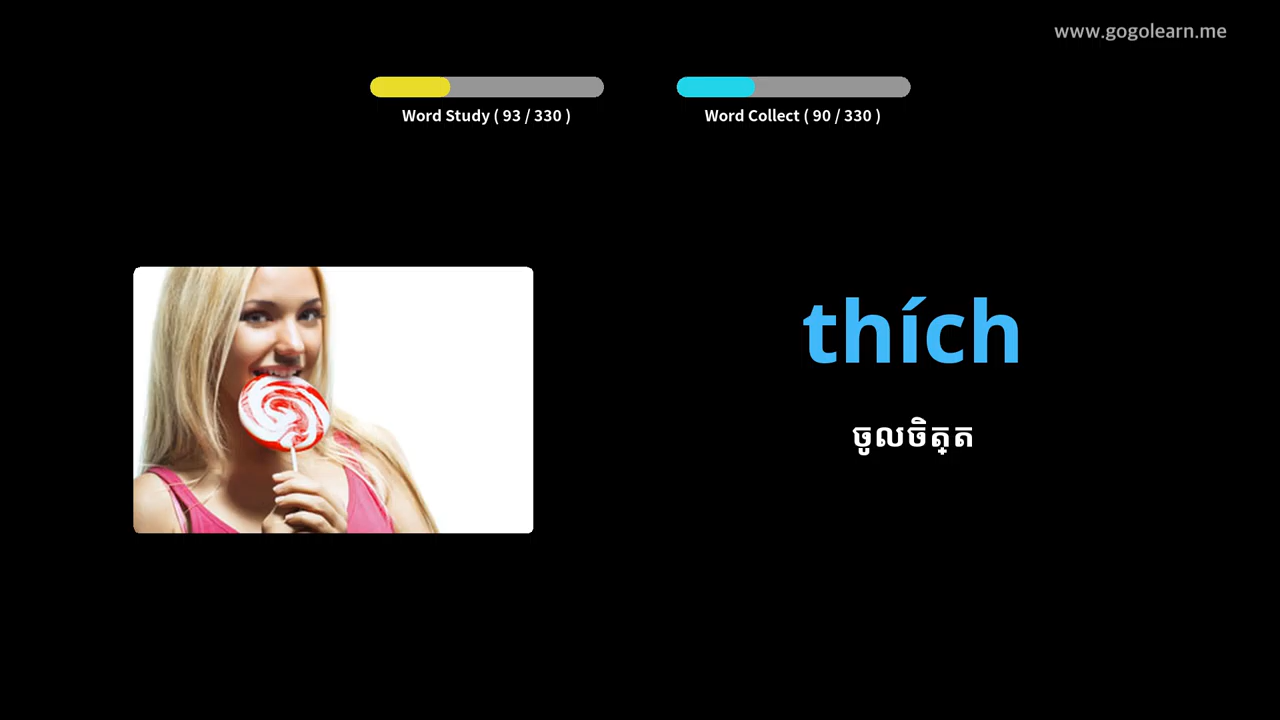 www.gogolearn.me
Word Study ( 93 / 330 )
Word Collect ( 90 / 330 )
thích
ចូលចិត្ត